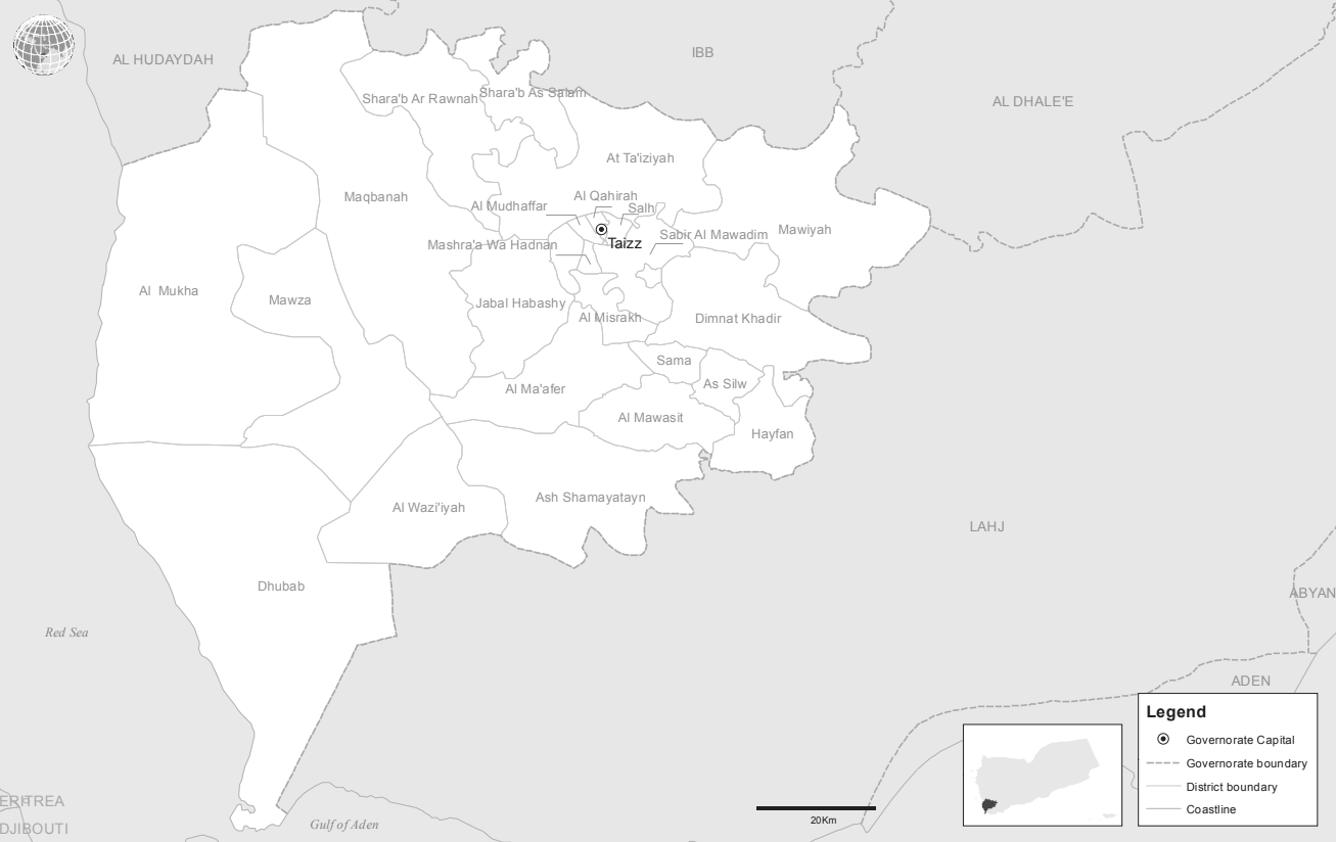 AL HUDAYDAH
IBB
AL DHALE'E
Shara'b Ar Rawnah
Shara'b As Salam
At Ta'iziyah
Maqbanah
Al Qahirah
Al Mudhaffar
Salh
Taizz
Sabir Al Mawadim
Mawiyah
Mashra'a Wa Hadnan
Al Mukha
Mawza
Jabal Habashy
Al Misrakh
Dimnat Khadir
Sama
As Silw
Al Ma'afer
Al Mawasit
Hayfan
Al Wazi'iyah
Ash Shamayatayn
LAHJ
Dhubab
ABYAN
Red Sea
ADEN
Legend
Governorate Capital
Governorate boundary
District boundary
Coastline
20Km
ERITREA
DJIBOUTI
Gulf of Aden